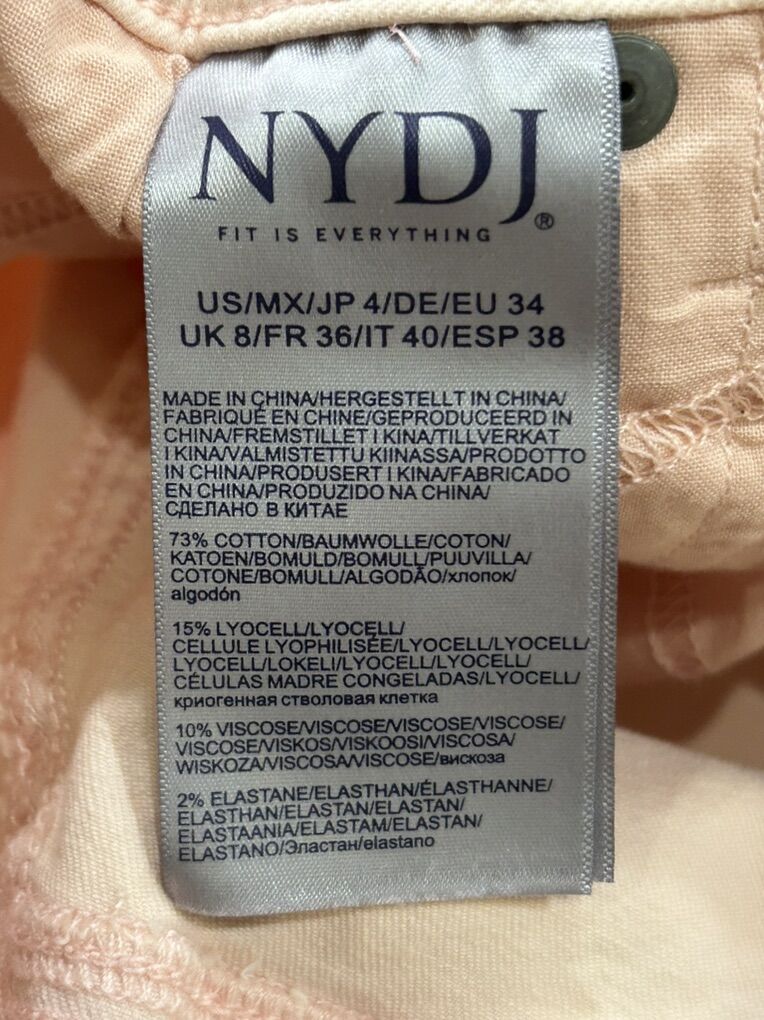 NYDJ®
FIT IS EVERYTHING
US/MX/JP 4/DE/EU 34
UK 8/FR 36/IT 40/ESP 38
MADE IN CHINA/HERGESTELLT IN CHINA/
FABRIQUÉ EN CHINE/GEPRODUCEERD IN
CHINA/FREMSTILLET I KINA/TILLVERKAT
I KINA/VALMISTETTU KIINASSA/PRODOTTO
IN CHINA/PRODUSERT I KINA/FABRICADO
EN CHINA/PRODUZIDO NA CHINA/
СДЕЛАНО В КИТАЕ
73% COTTON/BAUMWOLLE/COTON/
KATOEN/BOMULD/BOMULL/PUUVILLA/
COTONE/BOMULL/ALGODÃO/хлопок/
algodón
15% LYOCELL/LYOCELL/
CELLULE LYOPHILISÉE/LYOCELL/LYOCELL/
LYOCELL/LOKELI/LYOCELL/LYOCELL/
CÉLULAS MADRE CONGELADAS/LYOCELL/
криогенная стволовая клетка
10% VISCOSE/VISCOSE/VISCOSE/VISCOSE/
VISCOSE/VISKOS/VISKOOSI/VISCOSA/
WISKOZA/VISCOSA/VISCOSE/вискоза
2% ELASTANE/ELASTHAN/ÉLASTHANNE/
ELASTHAN/ELASTAN/ELASTAN/
ELASTAANIA/ELASTAM/ELASTAN/
ELASTANO/Эластан/elastano